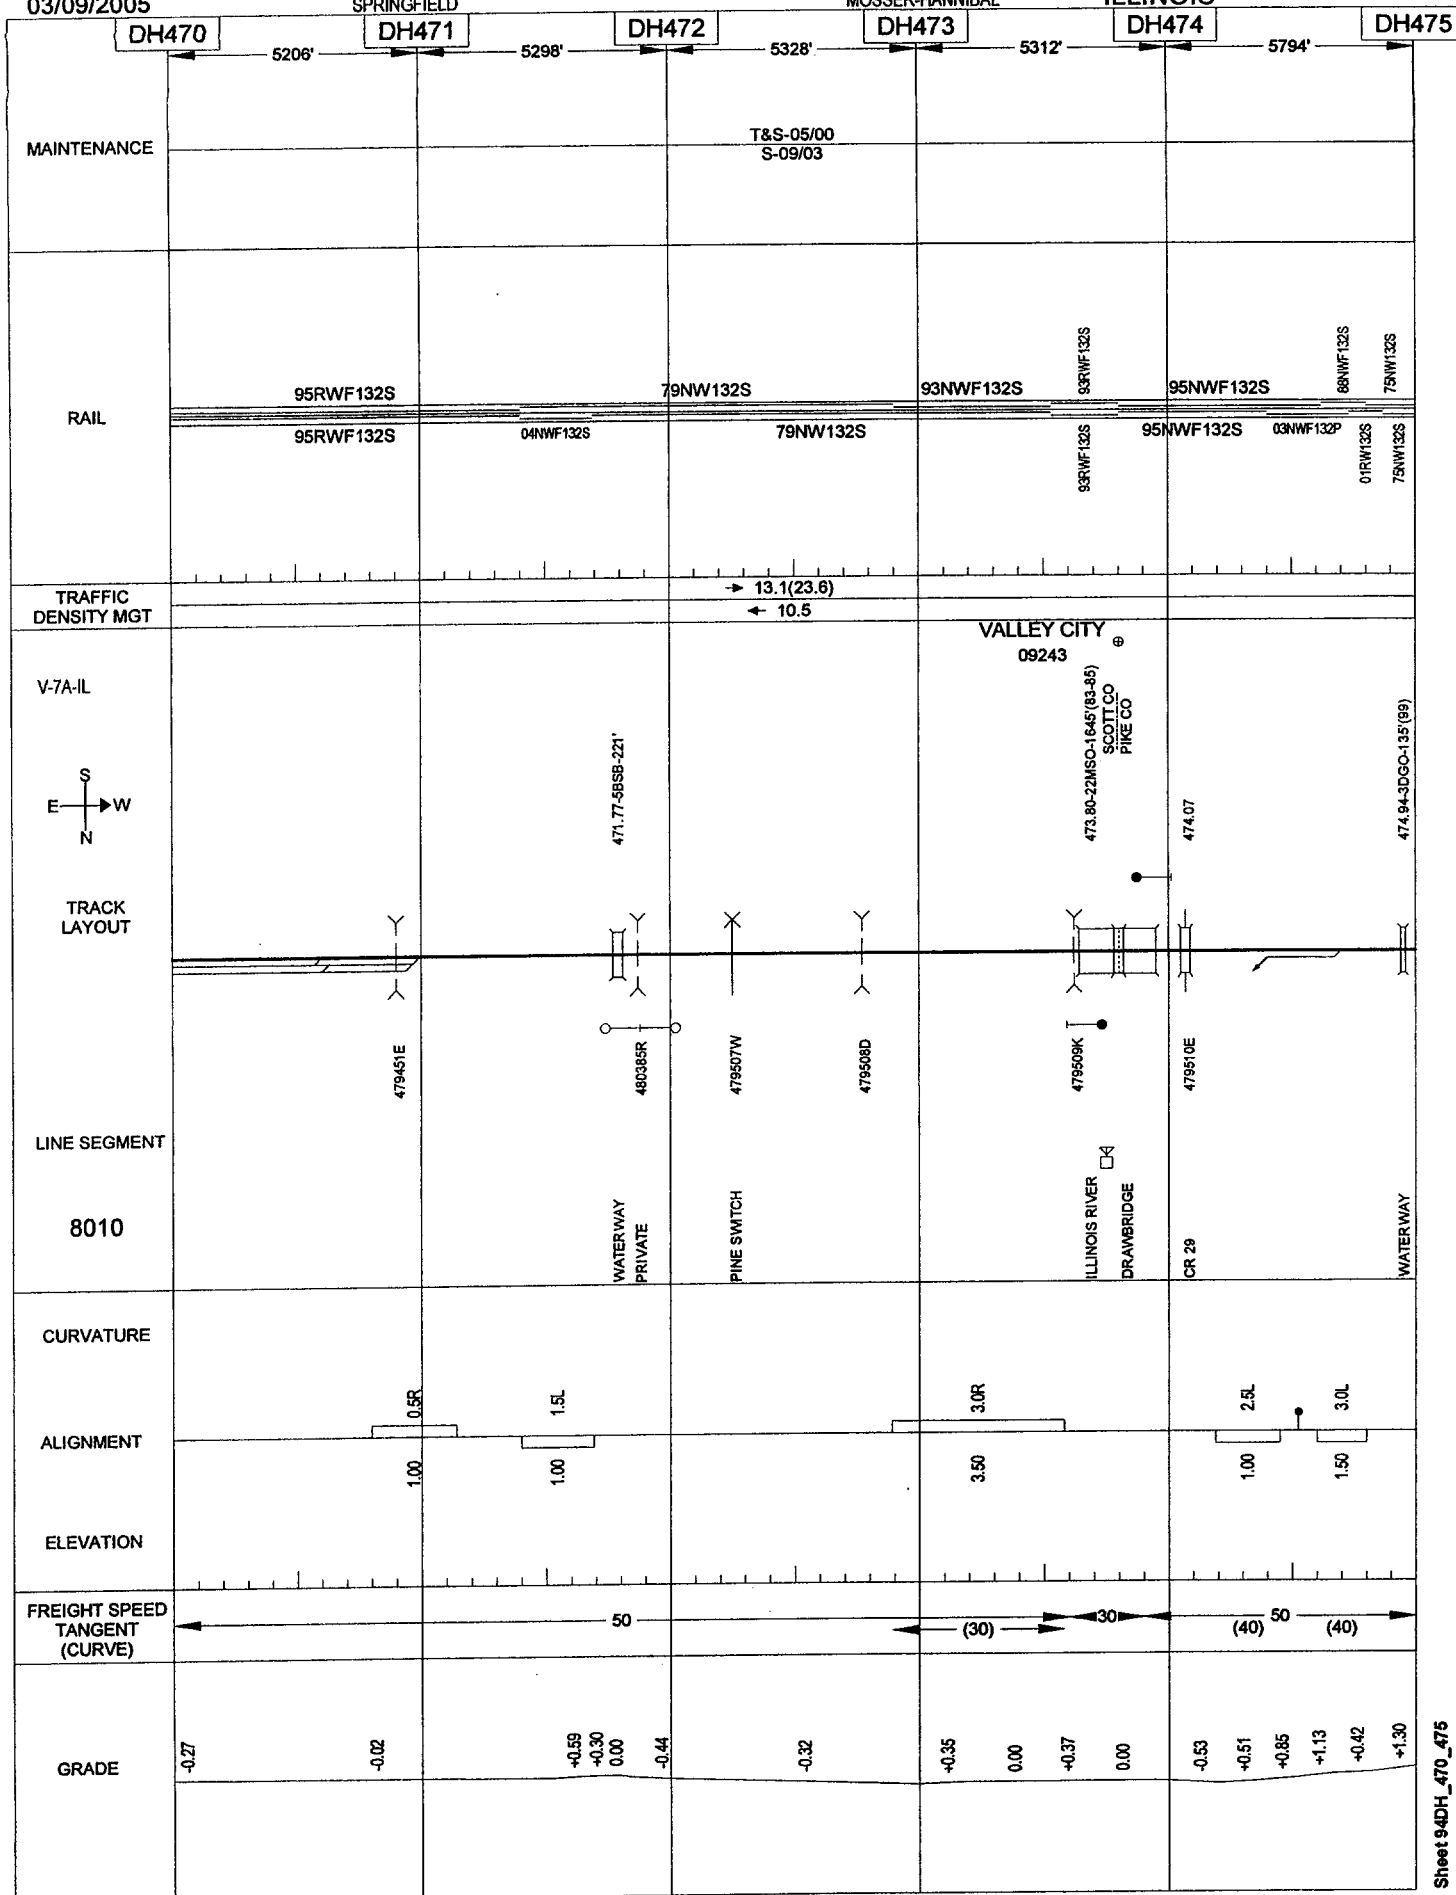 03/09/2005 SPRINGFIELD MOSSER-HANNIBAL ILLINOIS
DH470 DH471 DH472 DH473 DH474 DH475
5206' 5298' 5328' 5312' 5794'
MAINTENANCE
T&S-05/00
S-09/03
RAIL
95RWF132S 79NW132S 93NWF132S 93RWF132S 95NWF132S 88NWF132S 75NW132S
95RWF132S 04NWF132S 79NW132S 93RWF132S 95NWF132S 03NWF132P 01RW132S 75NW132S
TRAFFIC
DENSITY MGT
13.1(23.6)
10.5
VALLEY CITY
09243
V-7A-IL
S
E W
N
471.77-5BSB-221'
473.80-22MSO-1645'(83-85)
SCOTT CO
PIKE CO
474.07
474.94-3DGO-135'(99)
TRACK
LAYOUT
479451E 480385R 479507W 479508D 479509K 479510E
LINE SEGMENT
8010
WATERWAY
PRIVATE
PINE SWITCH
ILLINOIS RIVER
DRAWBRIDGE
CR 29
WATERWAY
CURVATURE
0.5R 1.5L 3.0R 2.5L 3.0L
ALIGNMENT
1.00 1.00 3.50 1.00 1.50
ELEVATION
FREIGHT SPEED
TANGENT
(CURVE)
50 30 50
(30) (40) (40)
GRADE
-0.27 -0.02 +0.59 +0.30 0.00 -0.44 -0.32 +0.35 0.00 +0.37 0.00 -0.53 +0.51 +0.85 +1.13 +0.42 +1.30
Sheet 94DH_470_475